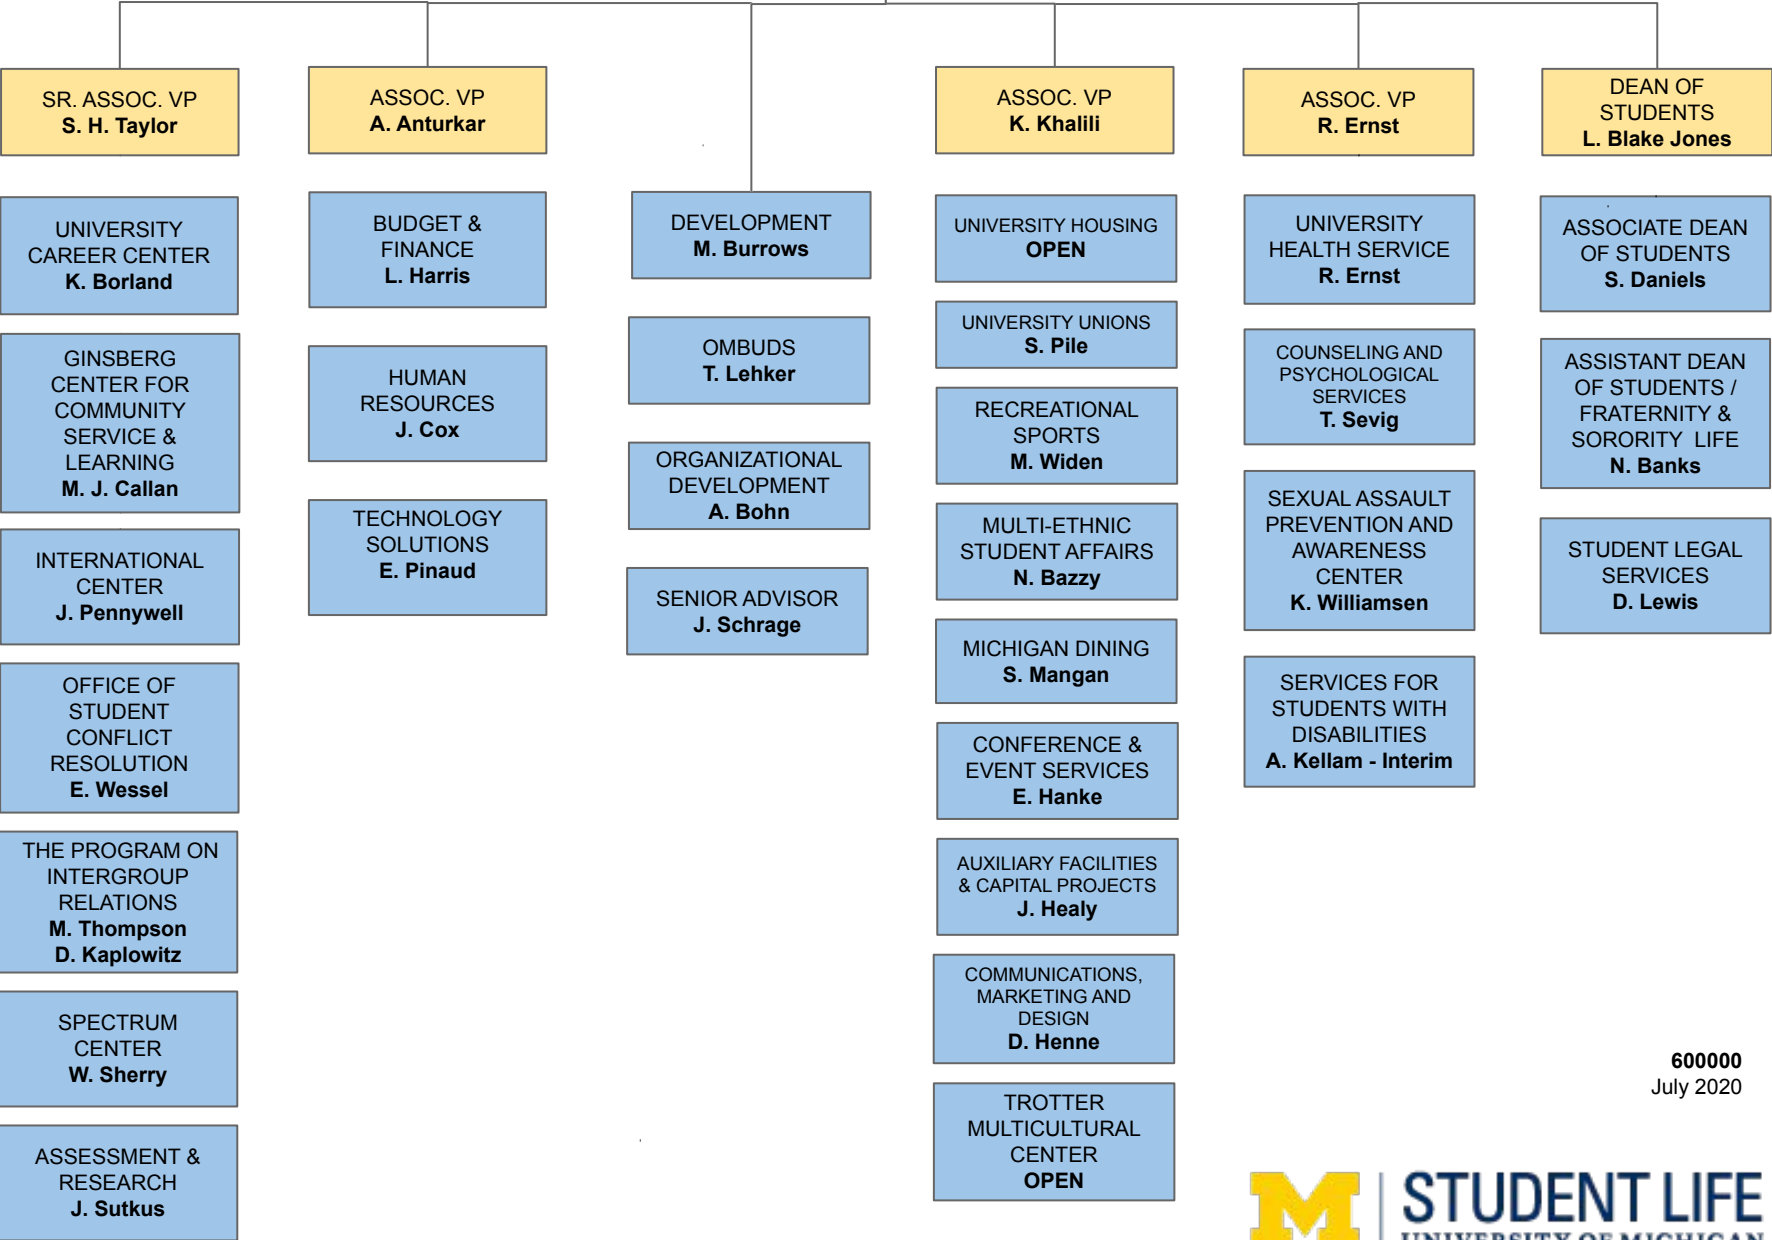 SR. ASSOC. VP
S. H. Taylor
UNIVERSITY
CAREER CENTER
K. Borland
GINSBERG
CENTER FOR
COMMUNITY
SERVICE &
LEARNING
M. J. Callan
INTERNATIONAL
CENTER
J. Pennywell
OFFICE OF
STUDENT
CONFLICT
RESOLUTION
E. Wessel
THE PROGRAM ON
INTERGROUP
RELATIONS
M. Thompson
D. Kaplowitz
SPECTRUM
CENTER
W. Sherry
ASSESSMENT &
RESEARCH
J. Sutkus
ASSOC. VP
A. Anturkar
BUDGET &
FINANCE
L. Harris
HUMAN
RESOURCES
J. Cox
TECHNOLOGY
SOLUTIONS
E. Pinaud
DEVELOPMENT
M. Burrows
OMBUDS
T. Lehker
ORGANIZATIONAL
DEVELOPMENT
A. Bohn
SENIOR ADVISOR
J. Schrage
ASSOC. VP
K. Khalili
UNIVERSITY HOUSING
OPEN
UNIVERSITY UNIONS
S. Pile
RECREATIONAL
SPORTS
M. Widen
MULTI-ETHNIC
STUDENT AFFAIRS
N. Bazzy
MICHIGAN DINING
S. Mangan
CONFERENCE &
EVENT SERVICES
E. Hanke
AUXILIARY FACILITIES
& CAPITAL PROJECTS
J. Healy
COMMUNICATIONS,
MARKETING AND
DESIGN
D. Henne
TROTTER
MULTICULTURAL
CENTER
OPEN
ASSOC. VP
R. Ernst
UNIVERSITY
HEALTH SERVICE
R. Ernst
COUNSELING AND
PSYCHOLOGICAL
SERVICES
T. Sevig
SEXUAL ASSAULT
PREVENTION AND
AWARENESS
CENTER
K. Williamsen
SERVICES FOR
STUDENTS WITH
DISABILITIES
A. Kellam - Interim
DEAN OF
STUDENTS
L. Blake Jones
ASSOCIATE DEAN
OF STUDENTS
S. Daniels
ASSISTANT DEAN
OF STUDENTS /
FRATERNITY &
SORORITY LIFE
N. Banks
STUDENT LEGAL
SERVICES
D. Lewis
600000
July 2020
M
STUDENT LIFE
UNIVERSITY OF MICHIGAN